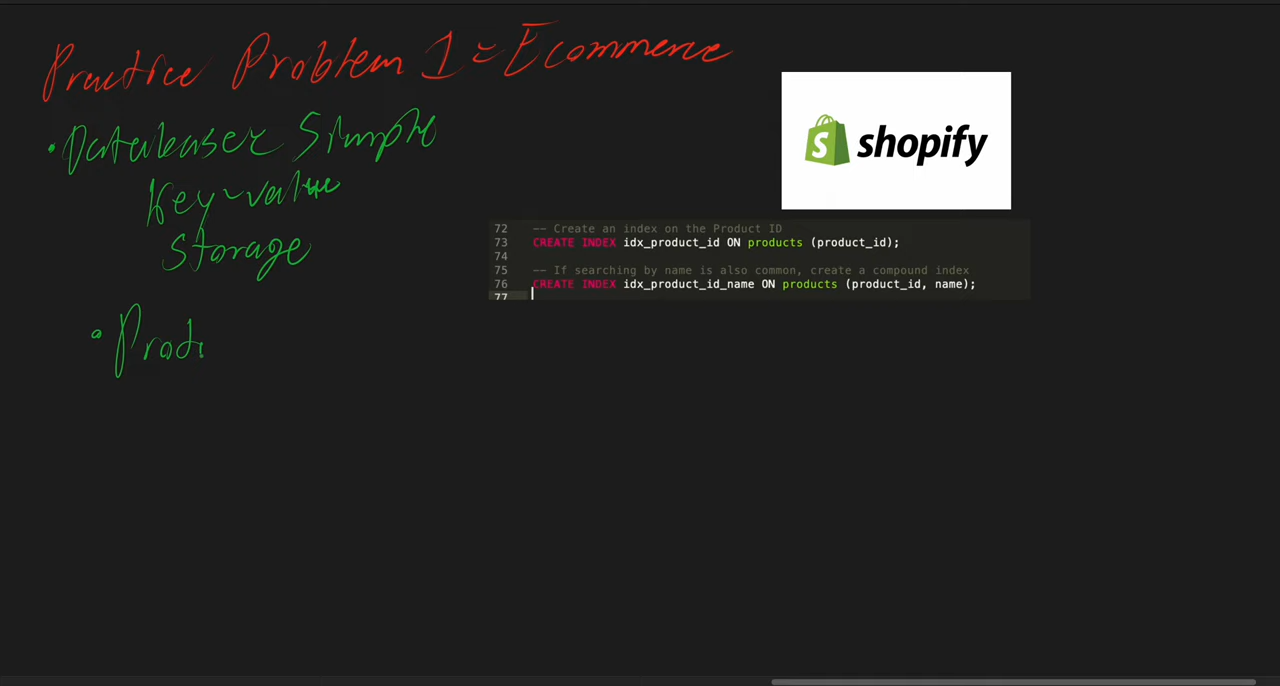 Practice Problem 1 = Ecommerce
• Databaser Simple
Key-value
Storage
• Prod
shopify
72 -- Create an index on the Product ID
73 CREATE INDEX idx_product_id ON products (product_id);
74
75 -- If searching by name is also common, create a compound index
76 CREATE INDEX idx_product_id_name ON products (product_id, name);
77